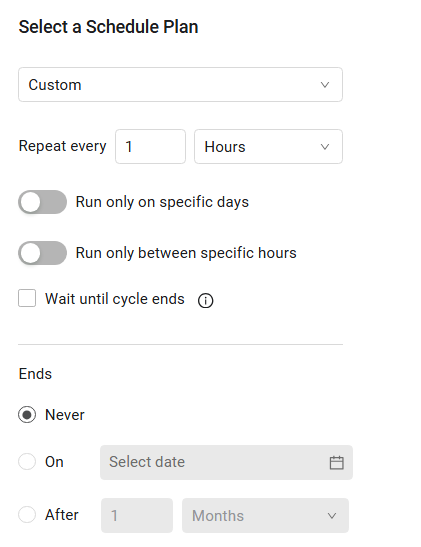 Select a Schedule Plan
Custom
Repeat every 1 Hours
Run only on specific days
Run only between specific hours
Wait until cycle ends
Ends
Never
On Select date
After 1 Months